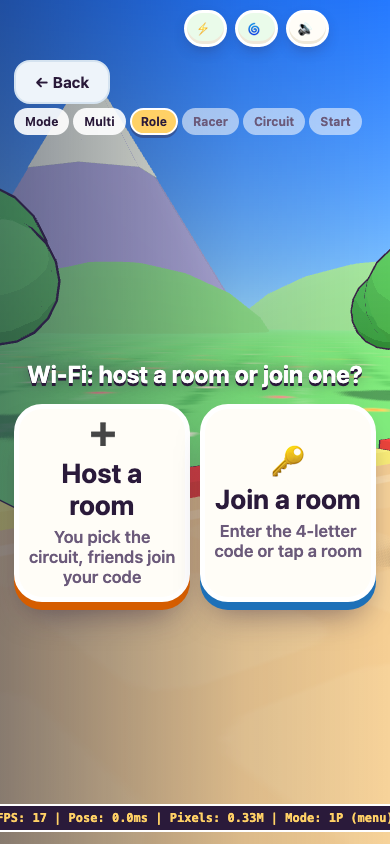 ← Back
Mode Multi Role Racer Circuit Start
Wi-Fi: host a room or join one?
Host a
room
You pick the
circuit, friends join
your code
Join a room
Enter the 4-letter
code or tap a room
FPS: 17 | Pose: 0.0ms | Pixels: 0.33M | Mode: 1P (menu)